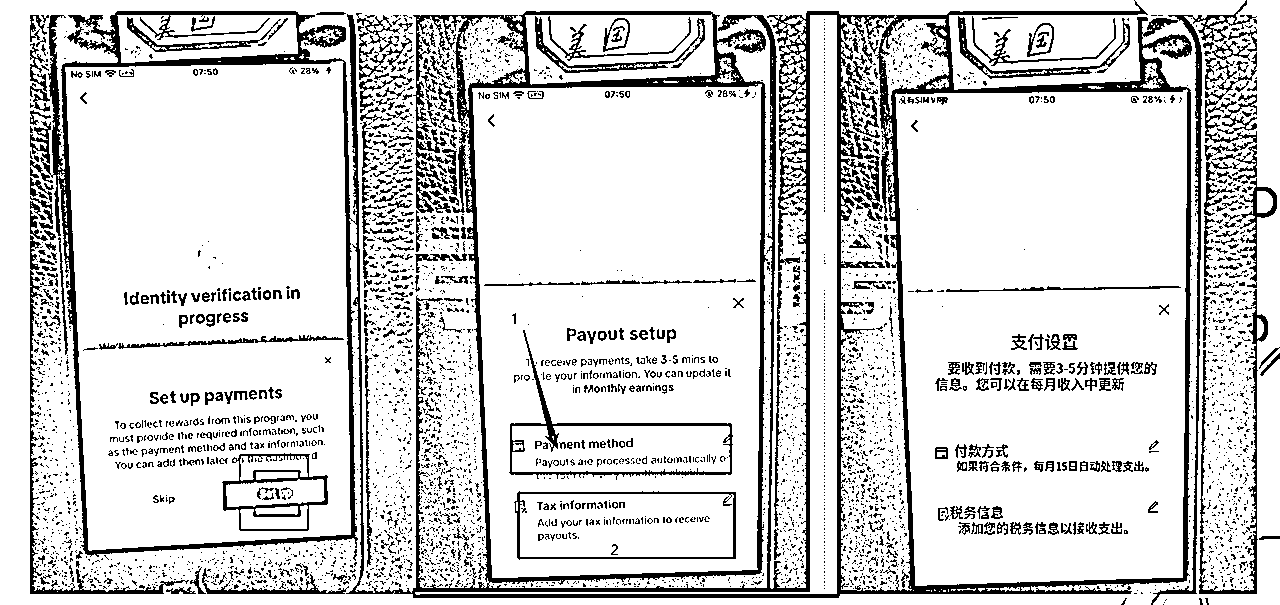 美国
No SIM
07:50
28%
Identity verification in
progress
We'll review your request within 5 days. When
Set up payments
To collect rewards from this program, you
must provide the required information, such
as the payment method and tax information.
You can add them later on the dashboard
Skip
美国
No SIM
07:50
28%
1
Payout setup
To receive payments, take 3-5 mins to
provide your information. You can update it
in Monthly earnings
Payment method
Payouts are processed automatically o
Tax information
Add your tax information to receive
payouts.
2
美国
没有SIM
07:50
28%
支付设置
要收到付款，需要3-5分钟提供您的
信息。您可以在每月收入中更新
付款方式
如果符合条件，每月15日自动处理支出。
税务信息
添加您的税务信息以接收支出。